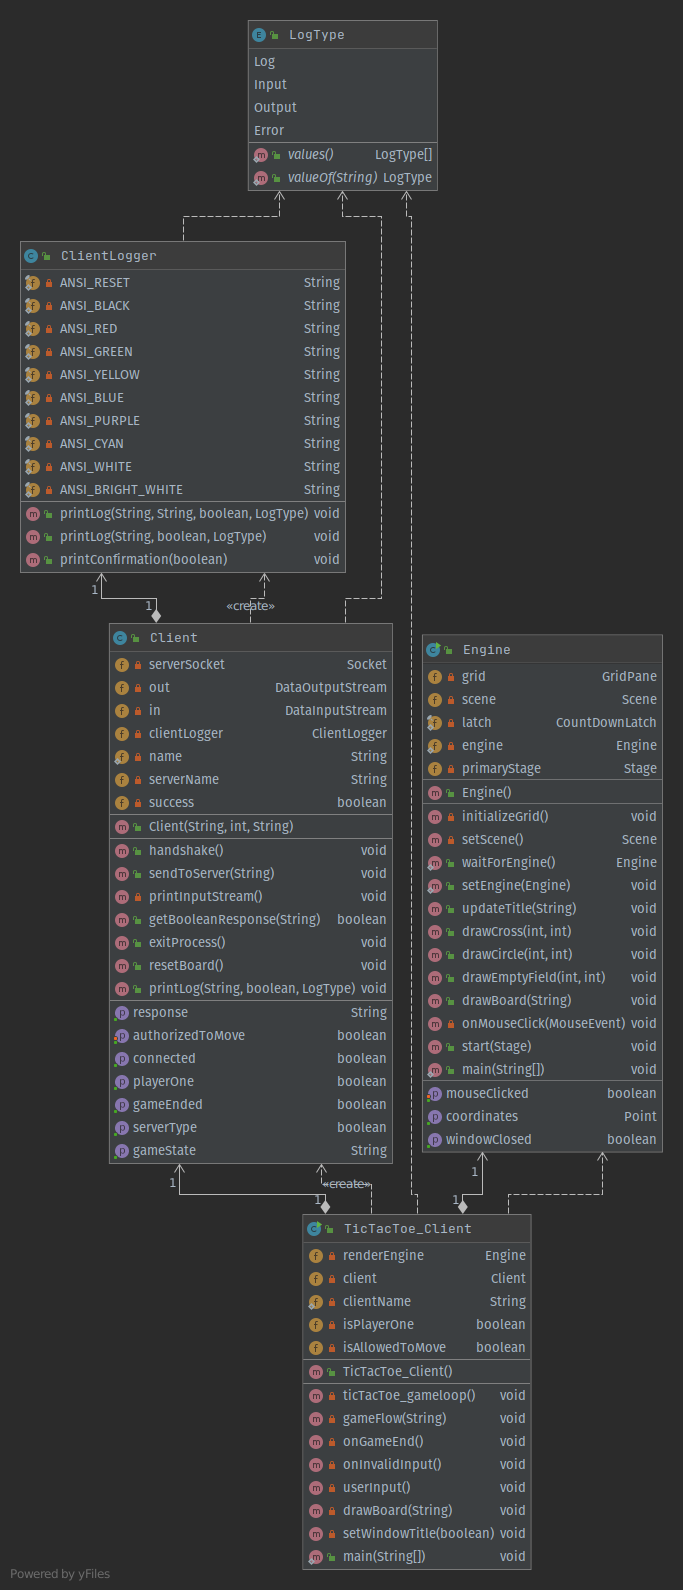 LogType
Log
Input
Output
Error
values() LogType[]
valueOf(String) LogType
ClientLogger
ANSI_RESET String
ANSI_BLACK String
ANSI_RED String
ANSI_GREEN String
ANSI_YELLOW String
ANSI_BLUE String
ANSI_PURPLE String
ANSI_CYAN String
ANSI_WHITE String
ANSI_BRIGHT_WHITE String
printLog(String, String, boolean, LogType) void
printLog(String, boolean, LogType) void
printConfirmation(boolean) void
1
1
«create»
Client
serverSocket Socket
out DataOutputStream
in DataInputStream
clientLogger ClientLogger
name String
serverName String
success boolean
Client(String, int, String)
handshake() void
sendToServer(String) void
printInputStream() void
getBooleanResponse(String) boolean
exitProcess() void
resetBoard() void
printLog(String, boolean, LogType) void
response String
authorizedToMove boolean
connected boolean
playerOne boolean
gameEnded boolean
serverType boolean
gameState String
Engine
grid GridPane
scene Scene
latch CountDownLatch
engine Engine
primaryStage Stage
Engine()
initializeGrid() void
setScene() Scene
waitForEngine() Engine
setEngine(Engine) void
updateTitle(String) void
drawCross(int, int) void
drawCircle(int, int) void
drawEmptyField(int, int) void
drawBoard(String) void
onMouseClick(MouseEvent) void
start(Stage) void
main(String[]) void
mouseClicked boolean
coordinates Point
windowClosed boolean
1
1
«create»
1
1
TicTacToe_Client
renderEngine Engine
client Client
clientName String
isPlayerOne boolean
isAllowedToMove boolean
TicTacToe_Client()
ticTacToe_gameloop() void
gameFlow(String) void
onGameEnd() void
onInvalidInput() void
userInput() void
drawBoard(String) void
setWindowTitle(boolean) void
main(String[]) void
Powered by yFiles